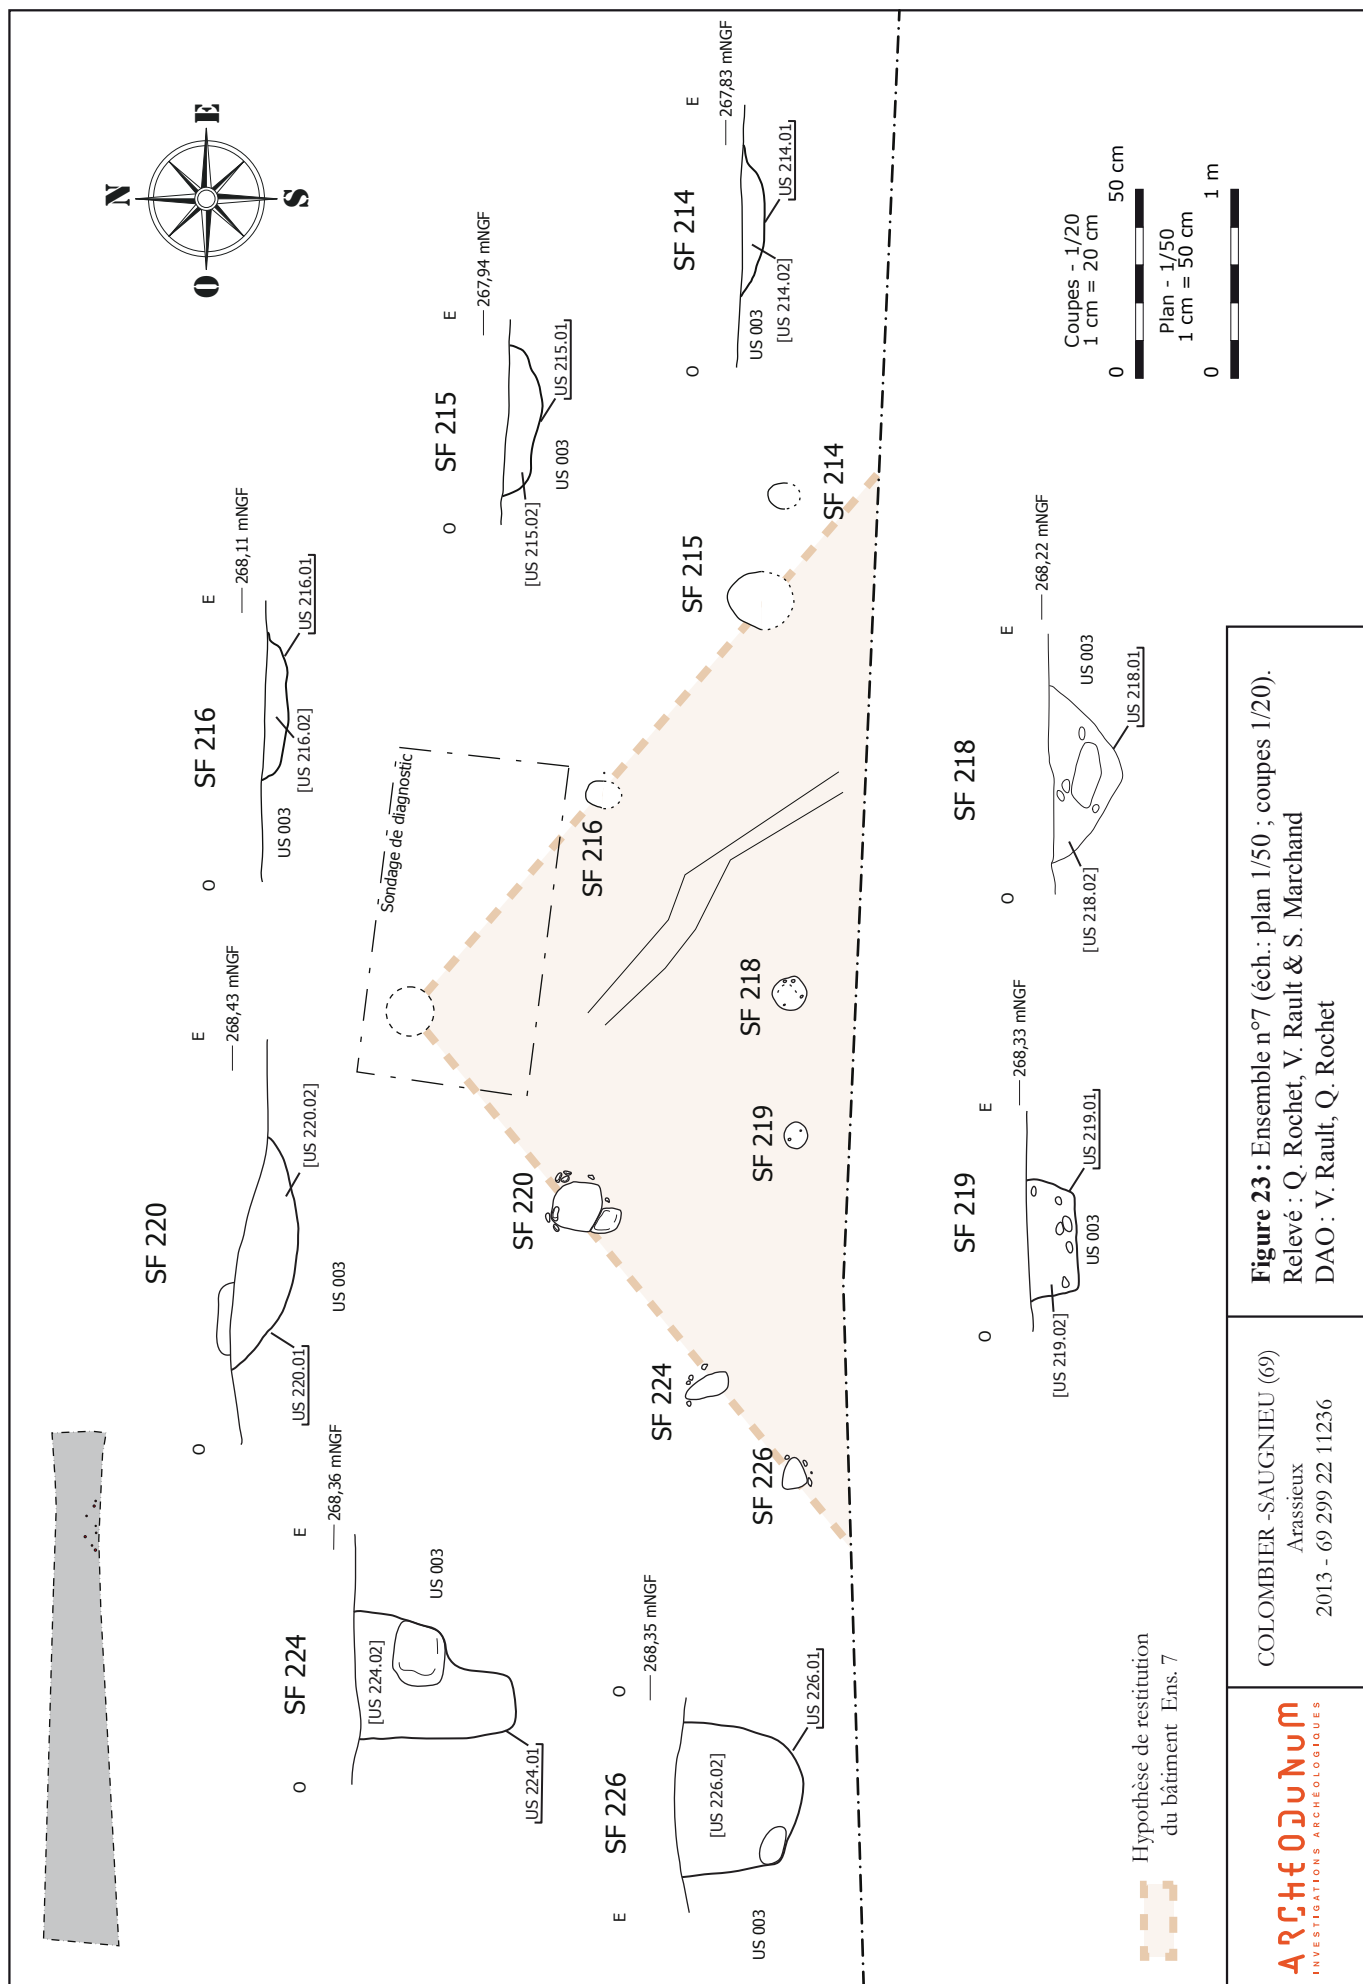 N
E
S
O
SF 220
O
E
268,43 mNGF
[US 220.02]
US 220.01
US 003
SF 216
O
E
268,11 mNGF
US 003
[US 216.02]
US 216.01
SF 215
O
E
267,94 mNGF
[US 215.02]
US 003
US 215.01
SF 214
O
E
267,83 mNGF
US 003
[US 214.02]
US 214.01
SF 224
O
E
268,36 mNGF
[US 224.02]
US 003
US 224.01
SF 226
E
O
268,35 mNGF
US 003
[US 226.02]
US 226.01
Sondage de diagnostic
SF 226
SF 224
SF 220
SF 219
SF 218
SF 216
SF 215
SF 214
SF 219
O
E
268,33 mNGF
[US 219.02]
US 003
US 219.01
SF 218
O
E
268,22 mNGF
[US 218.02]
US 003
US 218.01
Coupes - 1/20
1 cm = 20 cm
0
50 cm
Plan - 1/50
1 cm = 50 cm
0
1 m
Hypothèse de restitution
du bâtiment Ens. 7
ARCHEODUNUM
INVESTIGATIONS ARCHÉOLOGIQUES
COLOMBIER -SAUGNIEU (69)
Arassieux
2013 - 69 299 22 11236
Figure 23 : Ensemble n°7 (éch.: plan 1/50 ; coupes 1/20).
Relevé : Q. Rochet, V. Rault & S. Marchand
DAO : V. Rault, Q. Rochet